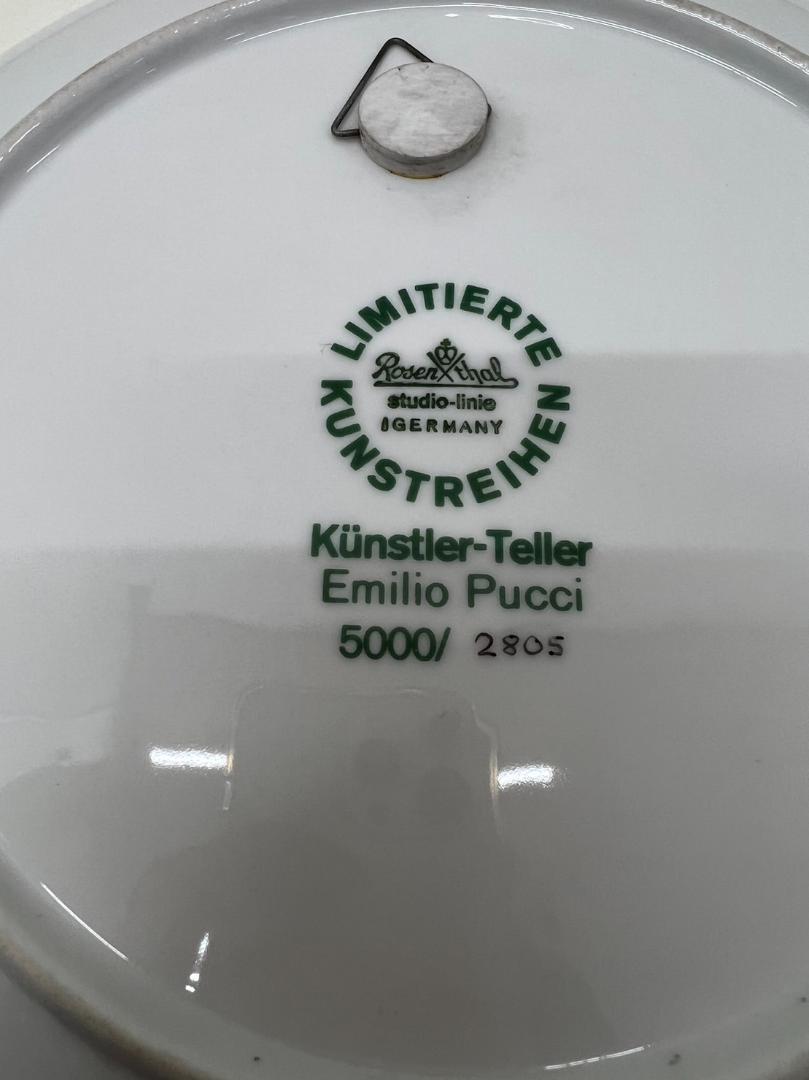 LIMITIERTE
Rosenthal
studio-linie
GERMANY
KUNSTREIHEN
Künstler-Teller
Emilio Pucci
5000/ 2805